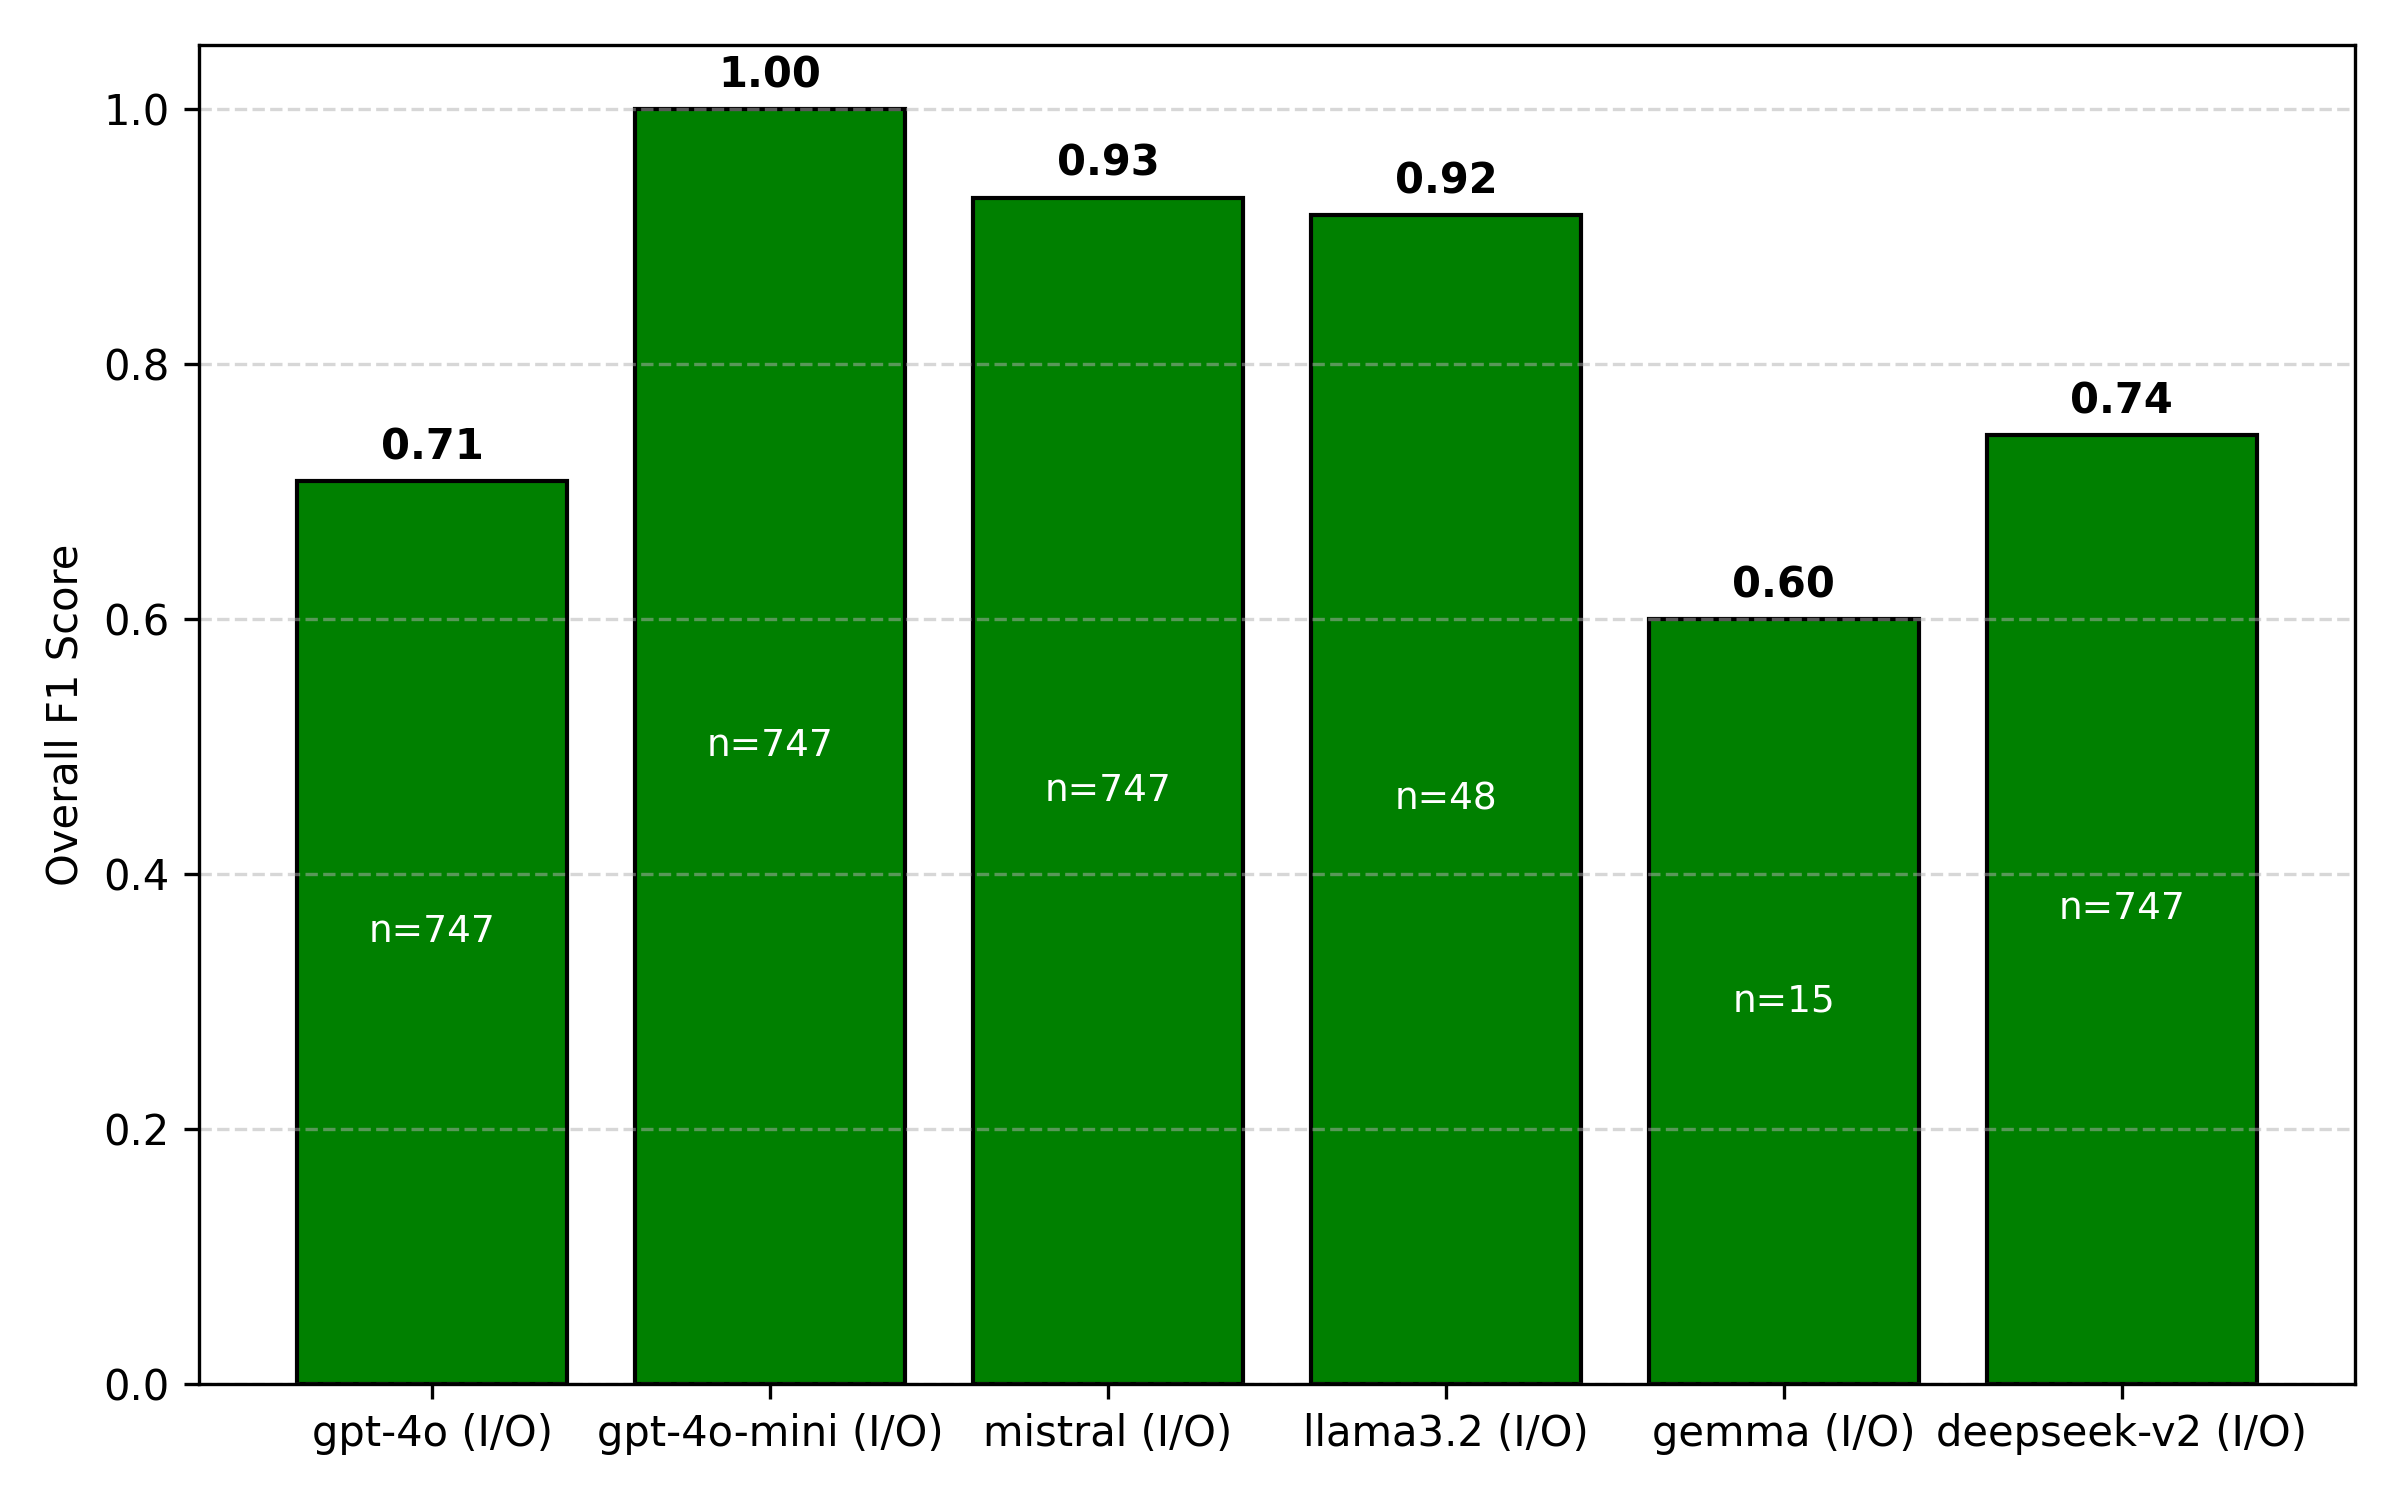 Overall F1 Score
1.0
0.8
0.6
0.4
0.2
0.0
0.71
1.00
0.93
0.92
0.60
0.74
n=747
n=747
n=747
n=48
n=15
n=747
gpt-4o (I/O)
gpt-4o-mini (I/O)
mistral (I/O)
llama3.2 (I/O)
gemma (I/O)
deepseek-v2 (I/O)